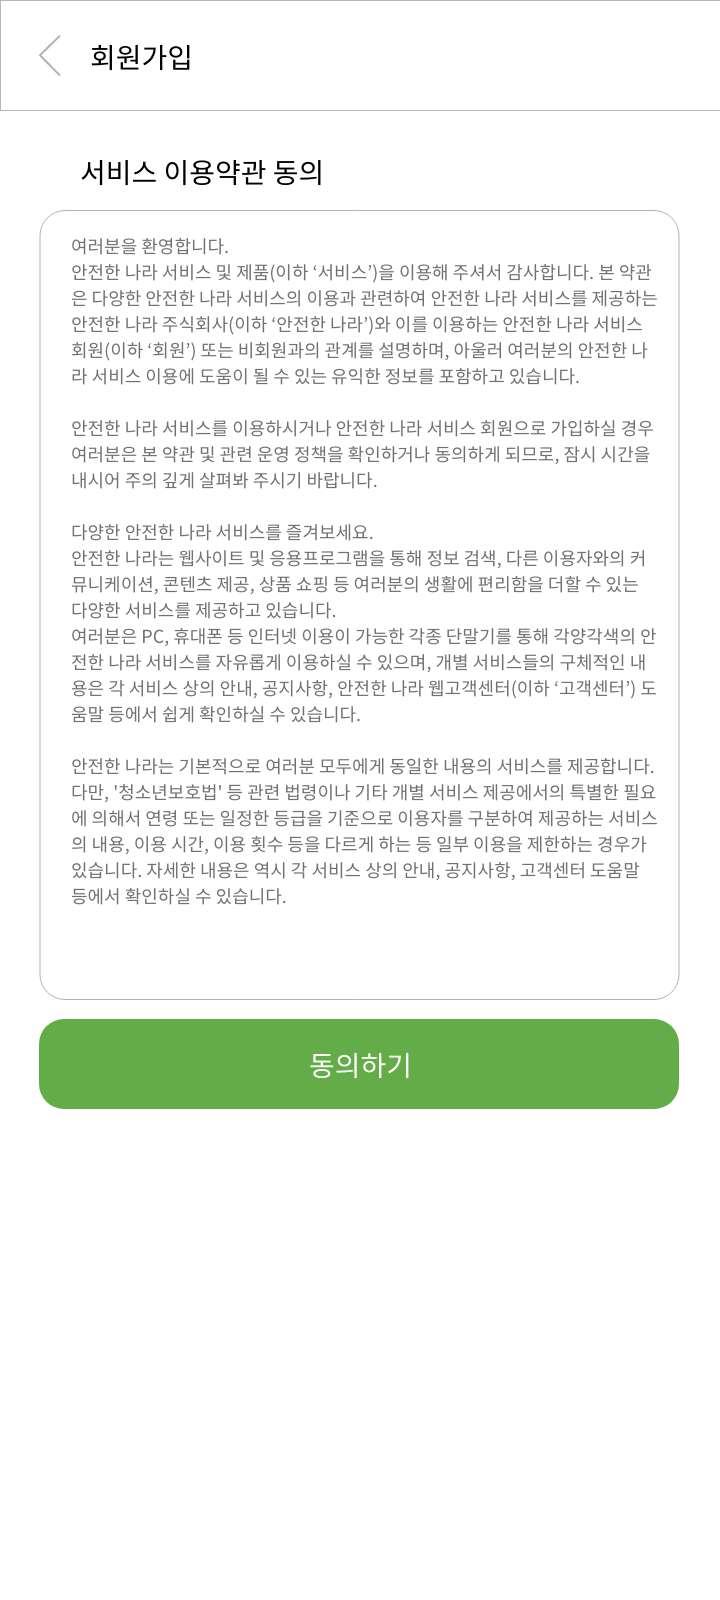 회원가입
서비스 이용약관 동의
여러분을 환영합니다.
안전한 나라 서비스 및 제품(이하 ‘서비스’)을 이용해 주셔서 감사합니다. 본 약관
은 다양한 안전한 나라 서비스의 이용과 관련하여 안전한 나라 서비스를 제공하는
안전한 나라 주식회사(이하 ‘안전한 나라’)와 이를 이용하는 안전한 나라 서비스
회원(이하 ‘회원’) 또는 비회원과의 관계를 설명하며, 아울러 여러분의 안전한 나
라 서비스 이용에 도움이 될 수 있는 유익한 정보를 포함하고 있습니다.
안전한 나라 서비스를 이용하시거나 안전한 나라 서비스 회원으로 가입하실 경우
여러분은 본 약관 및 관련 운영 정책을 확인하거나 동의하게 되므로, 잠시 시간을
내시어 주의 깊게 살펴봐 주시기 바랍니다.
다양한 안전한 나라 서비스를 즐겨보세요.
안전한 나라는 웹사이트 및 응용프로그램을 통해 정보 검색, 다른 이용자와의 커
뮤니케이션, 콘텐츠 제공, 상품 쇼핑 등 여러분의 생활에 편리함을 더할 수 있는
다양한 서비스를 제공하고 있습니다.
여러분은 PC, 휴대폰 등 인터넷 이용이 가능한 각종 단말기를 통해 각양각색의 안
전한 나라 서비스를 자유롭게 이용하실 수 있으며, 개별 서비스들의 구체적인 내
용은 각 서비스 상의 안내, 공지사항, 안전한 나라 웹고객센터(이하 ‘고객센터’) 도
움말 등에서 쉽게 확인하실 수 있습니다.
안전한 나라는 기본적으로 여러분 모두에게 동일한 내용의 서비스를 제공합니다.
다만, '청소년보호법' 등 관련 법령이나 기타 개별 서비스 제공에서의 특별한 필요
에 의해서 연령 또는 일정한 등급을 기준으로 이용자를 구분하여 제공하는 서비스
의 내용, 이용 시간, 이용 횟수 등을 다르게 하는 등 일부 이용을 제한하는 경우가
있습니다. 자세한 내용은 역시 각 서비스 상의 안내, 공지사항, 고객센터 도움말
등에서 확인하실 수 있습니다.
동의하기